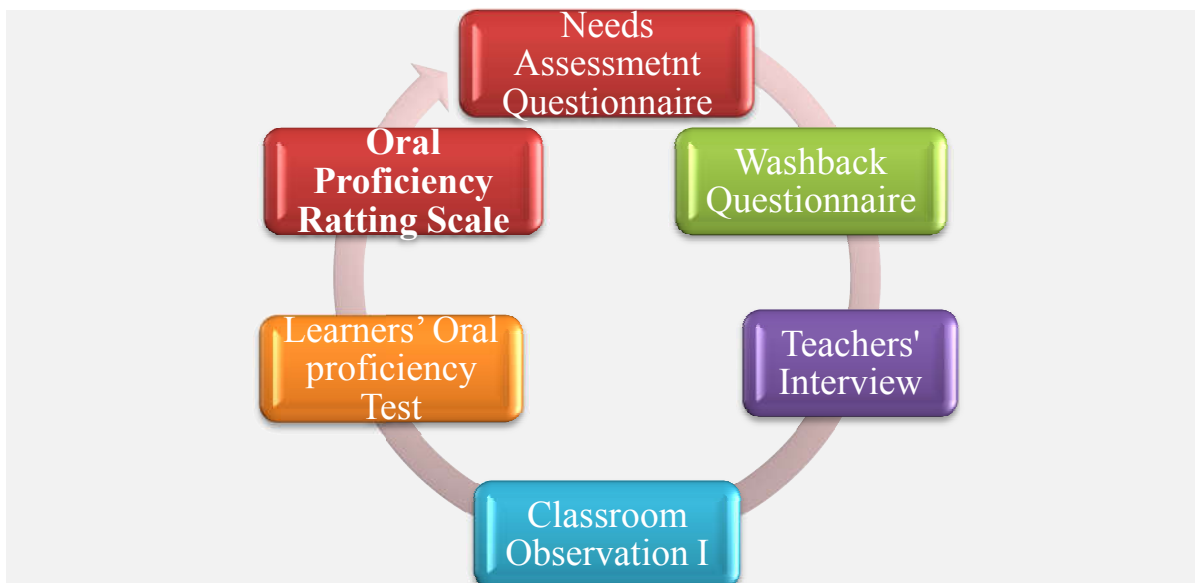 Needs
Assessmetnt
Questionnaire
Washback
Questionnaire
Teachers'
Interview
Classroom
Observation I
Learners’ Oral
proficiency
Test
Oral
Proficiency
Ratting Scale